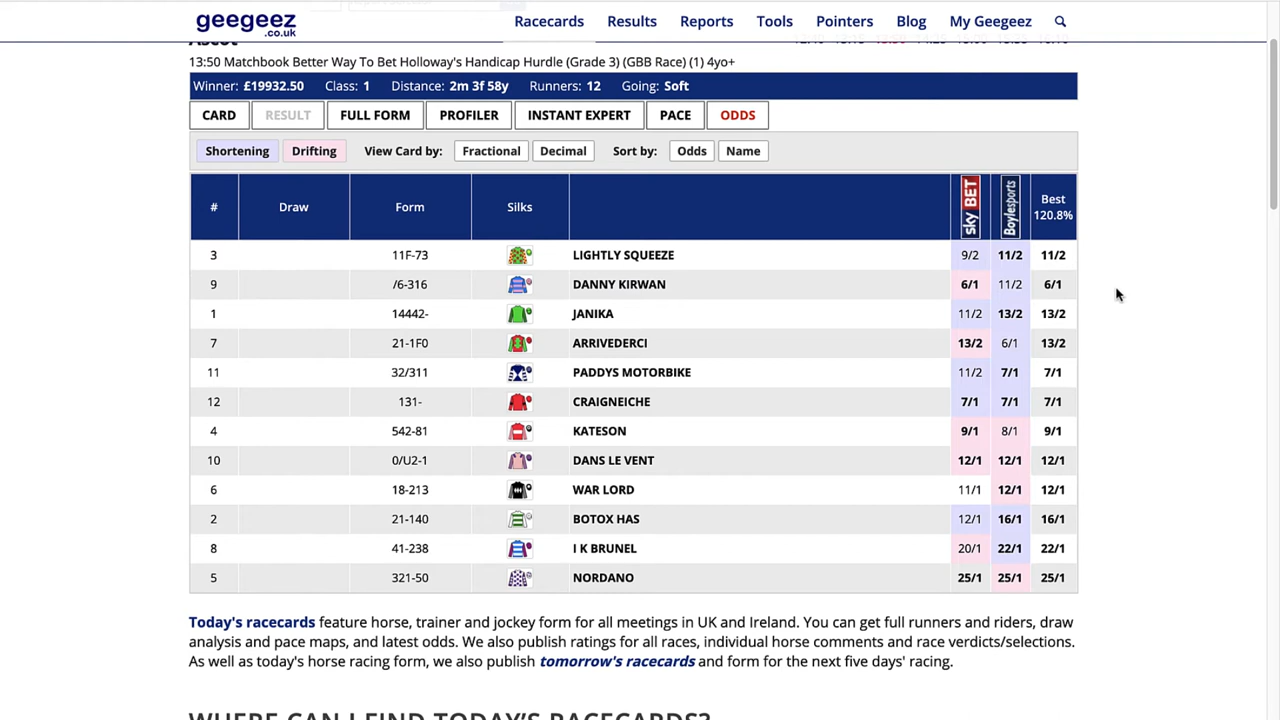 geegeez
.co.uk
Racecards Results Reports Tools Pointers Blog My Geegeez
Ascot
13:50 Matchbook Better Way To Bet Holloway's Handicap Hurdle (Grade 3) (GBB Race) (1) 4yo+
Winner: £19932.50 Class: 1 Distance: 2m 3f 58y Runners: 12 Going: Soft
CARD RESULT FULL FORM PROFILER INSTANT EXPERT PACE ODDS
Shortening Drifting View Card by: Fractional Decimal Sort by: Odds Name
# Draw Form Silks sky BET Boylesports Best 120.8%
3 11F-73 LIGHTLY SQUEEZE 9/2 11/2 11/2
9 /6-316 DANNY KIRWAN 6/1 11/2 6/1
1 14442- JANIKA 11/2 13/2 13/2
7 21-1F0 ARRIVEDERCI 13/2 6/1 13/2
11 32/311 PADDYS MOTORBIKE 11/2 7/1 7/1
12 131- CRAIGNEICHE 7/1 7/1 7/1
4 542-81 KATESON 9/1 8/1 9/1
10 0/U2-1 DANS LE VENT 12/1 12/1 12/1
6 18-213 WAR LORD 11/1 12/1 12/1
2 21-140 BOTOX HAS 12/1 16/1 16/1
8 41-238 I K BRUNEL 20/1 22/1 22/1
5 321-50 NORDANO 25/1 25/1 25/1
Today's racecards feature horse, trainer and jockey form for all meetings in UK and Ireland. You can get full runners and riders, draw
analysis and pace maps, and latest odds. We also publish ratings for all races, individual horse comments and race verdicts/selections.
As well as today's horse racing form, we also publish tomorrow's racecards and form for the next five days' racing.
WHERE CAN I FIND TODAY'S RACECARDS?